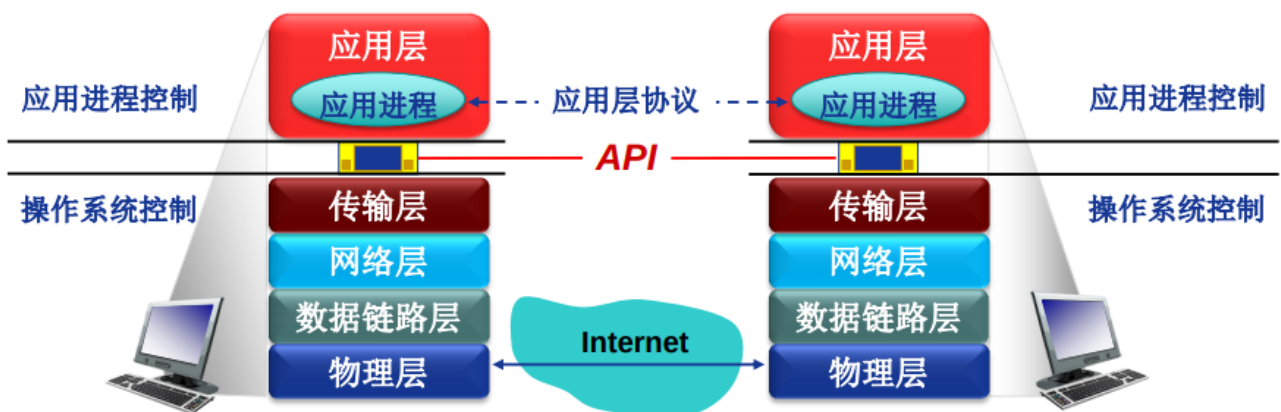 应用层
应用层
应用进程控制
应用进程
应用层协议
应用进程
应用进程控制
API
操作系统控制
传输层
传输层
操作系统控制
网络层
网络层
数据链路层
Internet
数据链路层
物理层
物理层